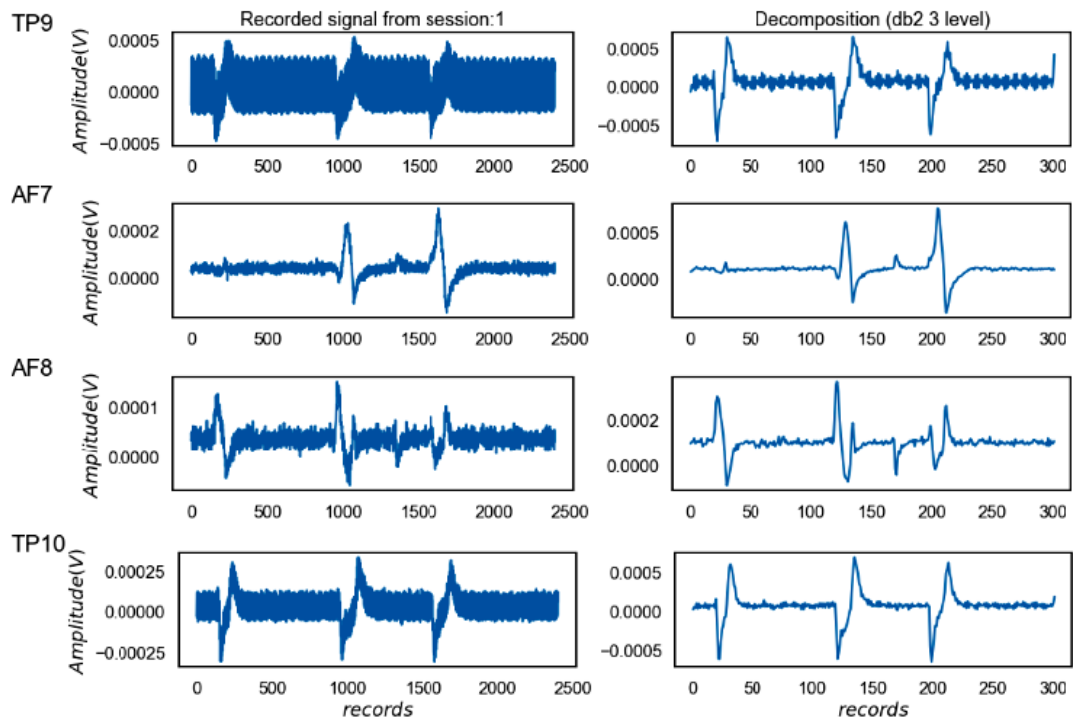 TP9
Recorded signal from session:1
Decomposition (db2 3 level)
Amplitude(V)
0.0005
0.0000
−0.0005
0 500 1000 1500 2000 2500
0.0005
0.0000
−0.0005
0 50 100 150 200 250 300
AF7
Amplitude(V)
0.0002
0.0000
0 500 1000 1500 2000 2500
0.0005
0.0000
0 50 100 150 200 250 300
AF8
Ampitude(V)
0.0001
0.0000
0 500 1000 1500 2000 2500
0.0002
0.0000
0 50 100 150 200 250 300
TP10
Amplitude(V)
0.00025
0.00000
−0.00025
0 500 1000 1500 2000 2500
records
0.0005
0.0000
−0.0005
0 50 100 150 200 250 300
records